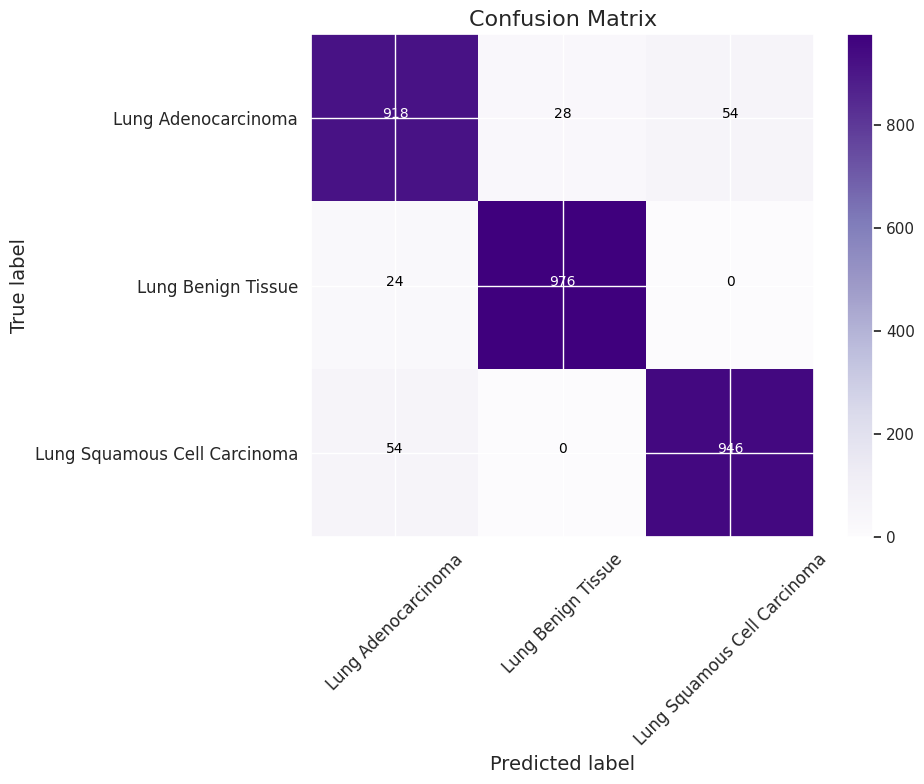 Confusion Matrix
True label
Lung Adenocarcinoma
918 28 54
Lung Benign Tissue
24 976 0
Lung Squamous Cell Carcinoma
54 0 946
Lung Adenocarcinoma
Lung Benign Tissue
Lung Squamous Cell Carcinoma
Predicted label
800
600
400
200
0